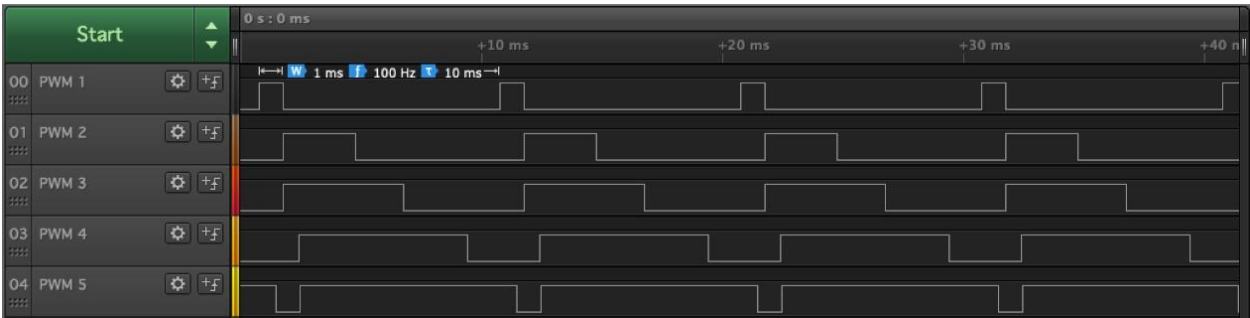 Start
0 s : 0 ms
+10 ms
+20 ms
+30 ms
+40 n
00 PWM 1
W 1 ms f 100 Hz T 10 ms
01 PWM 2
02 PWM 3
03 PWM 4
04 PWM 5